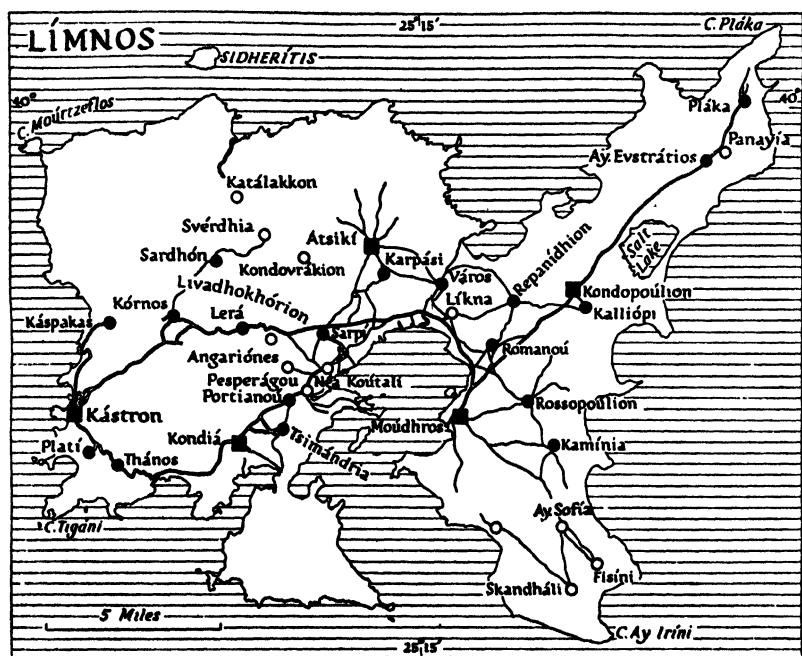 25°15′
C. Pláka
LÍMNOS
SIDHERÍTIS
40°
40°
C. Moúrtzeflos
Pláka
Panayía
Ay. Evstrátios
Katálakkon
Svérdhia
Atsikí
Sardhón
Kondovrákion
Karpási
Repanídhion
Salt
Lake
Livadhokhórion
Város
Líkna
Kondopoúlion
Kórnos
Káspakas
Lerá
Kalliópi
Sarpí
Romanoú
Angariónes
Pesperágou
Néa Koútali
Portianoú
Kástron
Rossopoúlion
Moúdhros
Kondiá
Tsimándria
Kamínia
Platí
Thános
Ay. Sofía
C. Tigáni
Fisíni
Skandháli
5 Miles
C. Ay Iríni
25°15′